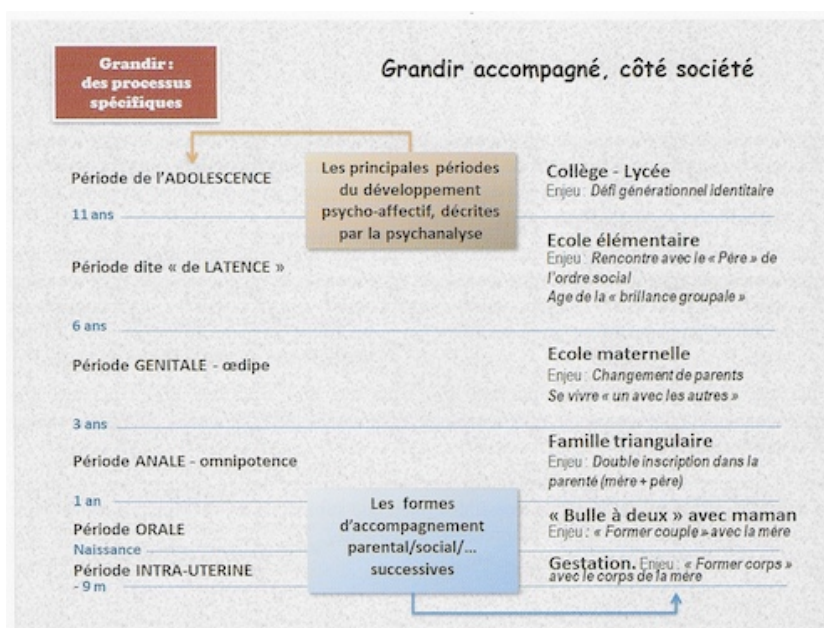 Grandir :
des processus
spécifiques
Grandir accompagné, côté société
Les principales périodes
du développement
psycho-affectif, décrites
par la psychanalyse
Période de l'ADOLESCENCE
Collège - Lycée
Enjeu : Défi générationnel identitaire
11 ans
Période dite « de LATENCE »
Ecole élémentaire
Enjeu : Rencontre avec le « Père » de
l'ordre social
Age de la « brillance groupale »
6 ans
Période GENITALE - œdipe
Ecole maternelle
Enjeu : Changement de parents
Se vivre « un avec les autres »
3 ans
Période ANALE - omnipotence
Famille triangulaire
Enjeu : Double inscription dans la
parenté (mère + père)
1 an
Les formes
d'accompagnement
parental/social/...
successives
Période ORALE
« Bulle à deux » avec maman
Enjeu : « Former couple » avec la mère
Naissance
Période INTRA-UTERINE
Gestation. Enjeu : « Former corps »
avec le corps de la mère
- 9 m